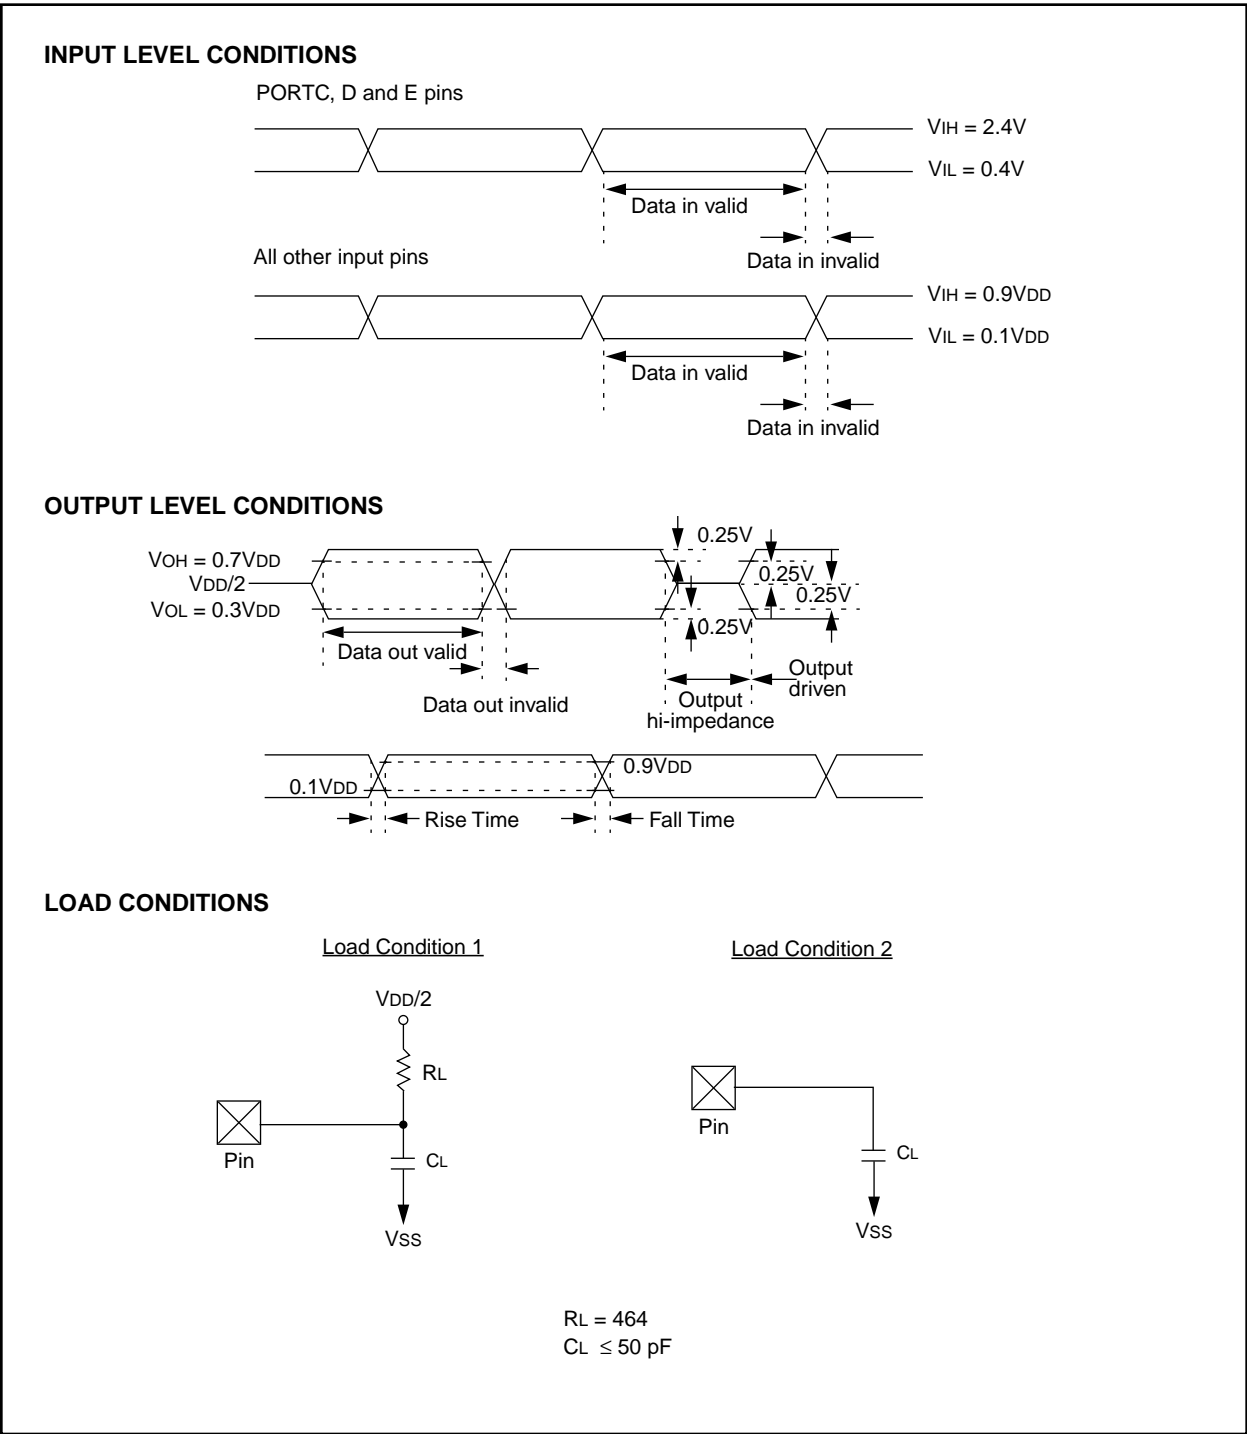 INPUT LEVEL CONDITIONS
PORTC, D and E pins
VIH = 2.4V
VIL = 0.4V
Data in valid
Data in invalid
All other input pins
VIH = 0.9VDD
VIL = 0.1VDD
Data in valid
Data in invalid
OUTPUT LEVEL CONDITIONS
0.25V
VOH = 0.7VDD
VDD/2
VOL = 0.3VDD
0.25V
0.25V
0.25V
Data out valid
Data out invalid
Output
driven
Output
hi-impedance
0.9VDD
0.1VDD
Rise Time
Fall Time
LOAD CONDITIONS
Load Condition 1
Load Condition 2
VDD/2
RL
Pin
CL
VSS
Pin
CL
VSS
RL = 464
CL ≤ 50 pF